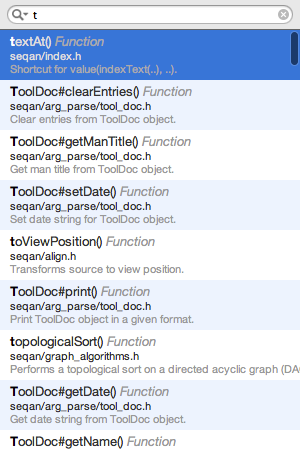 t
textAt() Function
seqan/index.h
Shortcut for value(indexText(..), ..).
ToolDoc#clearEntries() Function
seqan/arg_parse/tool_doc.h
Clear entries from ToolDoc object.
ToolDoc#getManTitle() Function
seqan/arg_parse/tool_doc.h
Get man title from ToolDoc object.
ToolDoc#setDate() Function
seqan/arg_parse/tool_doc.h
Set date string for ToolDoc object.
toViewPosition() Function
seqan/align.h
Transforms source to view position.
ToolDoc#print() Function
seqan/arg_parse/tool_doc.h
Print ToolDoc object in a given format.
topologicalSort() Function
seqan/graph_algorithms.h
Performs a topological sort on a directed acyclic graph (DA
ToolDoc#getDate() Function
seqan/arg_parse/tool_doc.h
Get date string from ToolDoc object.
ToolDoc#getName() Function